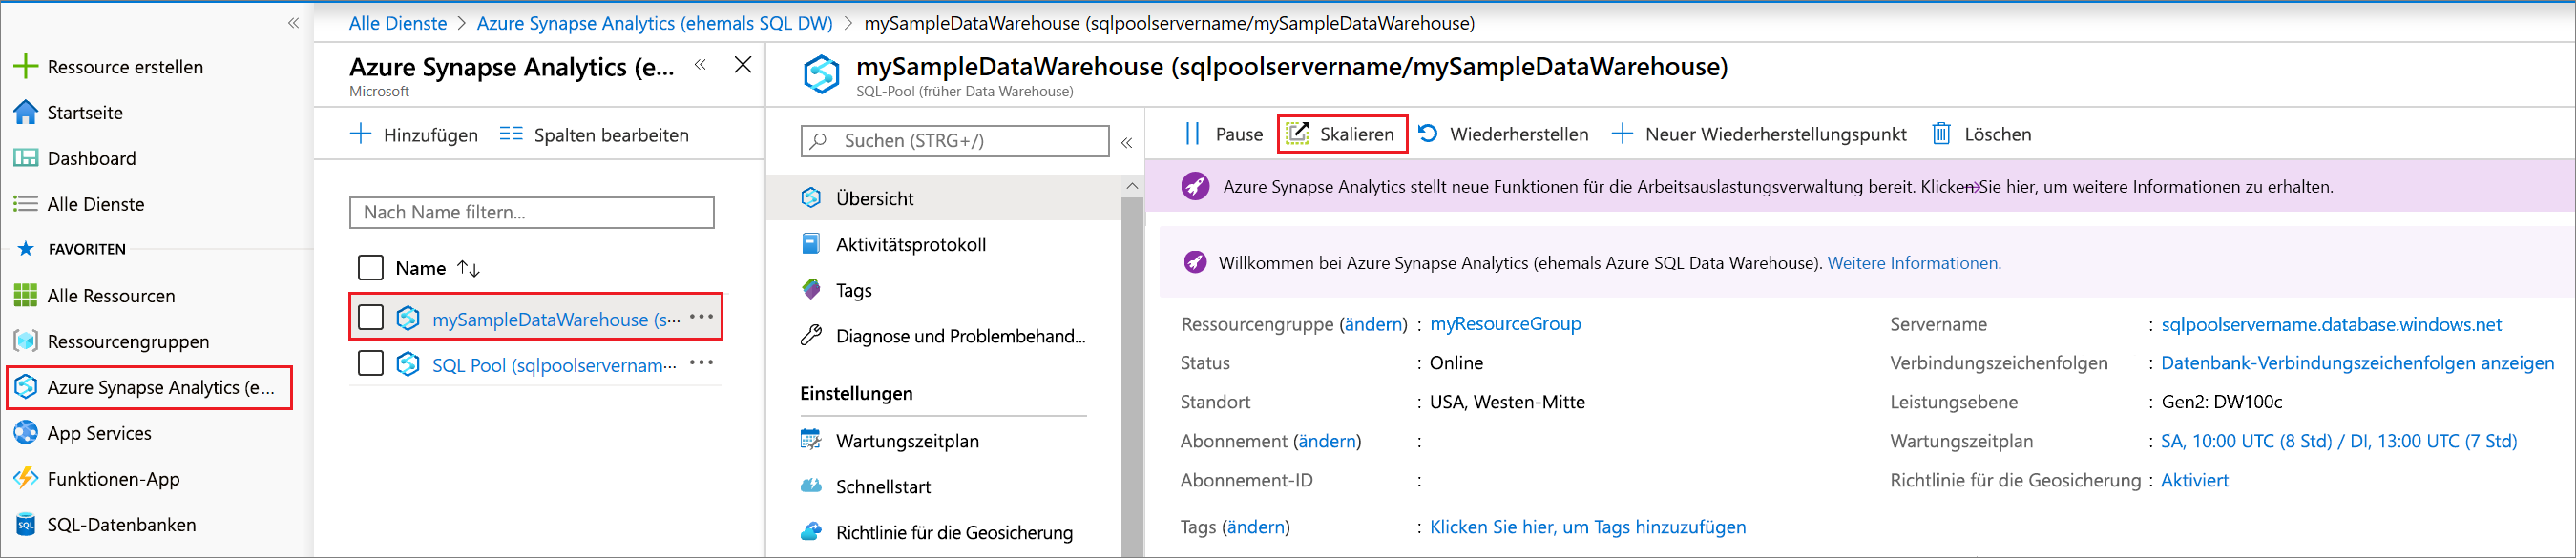 Alle Dienste > Azure Synapse Analytics (ehemals SQL DW) > mySampleDataWarehouse (sqlpoolservername/mySampleDataWarehouse)
Ressource erstellen
Startseite
Dashboard
Alle Dienste
FAVORITEN
Alle Ressourcen
Ressourcengruppen
Azure Synapse Analytics (e...
App Services
Funktionen-App
SQL-Datenbanken
Azure Synapse Analytics (e...
Microsoft
Hinzufügen Spalten bearbeiten
Nach Name filtern...
Name
mySampleDataWarehouse (s...
SQL Pool (sqlpoolservernam...
mySampleDataWarehouse (sqlpoolservername/mySampleDataWarehouse)
SQL-Pool (früher Data Warehouse)
Suchen (STRG+/)
Übersicht
Aktivitätsprotokoll
Tags
Diagnose und Problembehand...
Einstellungen
Wartungszeitplan
Schnellstart
Richtlinie für die Geosicherung
Pause Skalieren Wiederherstellen Neuer Wiederherstellungspunkt Löschen
Azure Synapse Analytics stellt neue Funktionen für die Arbeitsauslastungsverwaltung bereit. Klicken Sie hier, um weitere Informationen zu erhalten.
Willkommen bei Azure Synapse Analytics (ehemals Azure SQL Data Warehouse). Weitere Informationen.
Ressourcengruppe (ändern) : myResourceGroup
Status : Online
Standort : USA, Westen-Mitte
Abonnement (ändern) :
Abonnement-ID :
Tags (ändern) : Klicken Sie hier, um Tags hinzuzufügen
Servername : sqlpoolservername.database.windows.net
Verbindungszeichenfolgen : Datenbank-Verbindungszeichenfolgen anzeigen
Leistungsebene : Gen2: DW100c
Wartungszeitplan : SA, 10:00 UTC (8 Std) / DI, 13:00 UTC (7 Std)
Richtlinie für die Geosicherung : Aktiviert